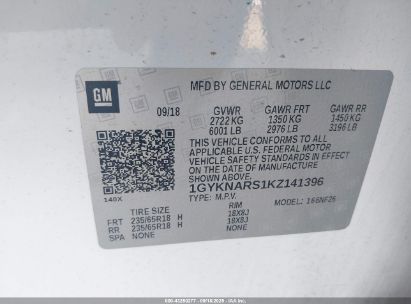 GM
MFD BY GENERAL MOTORS LLC
09/18 GVWR GAWR FRT GAWR RR
2722 KG 1350 KG 1450 KG
6001 LB 2976 LB 3196 LB
THIS VEHICLE CONFORMS TO ALL
APPLICABLE U.S. FEDERAL MOTOR
VEHICLE SAFETY STANDARDS
IN EFFECT ON THE DATE OF MANUFACTURE
SHOWN ABOVE.
1GYKNARS1KZ141396
TYPE: M.P.V. MODEL: 166NF26
140X
TIRE SIZE RIM
FRT 235/65R18 H 18X8J
RR 235/65R18 H 18X8J
SPA NONE NONE